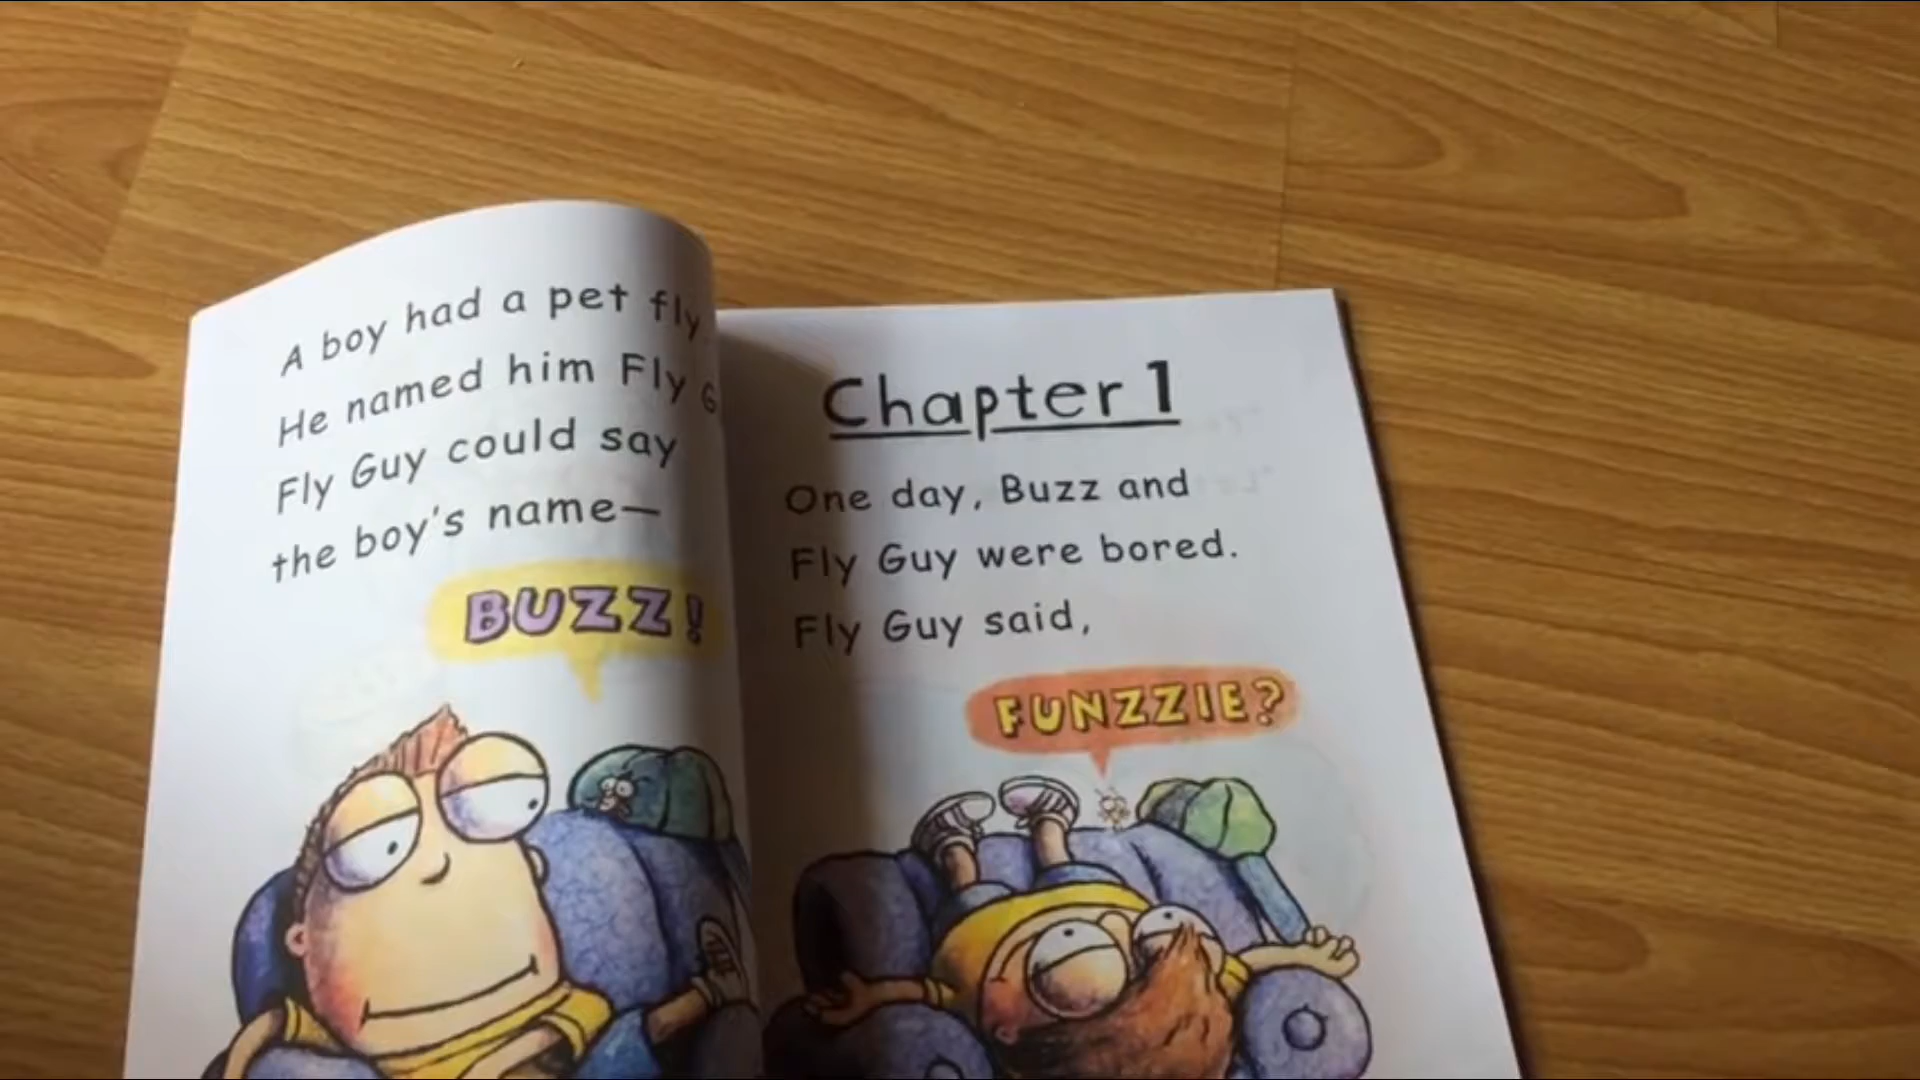 A boy had a pet fly
He named him Fly G
Fly Guy could say
the boy's name—
BUZZ!
Chapter 1
One day, Buzz and
Fly Guy were bored.
Fly Guy said,
FUNZZIE?